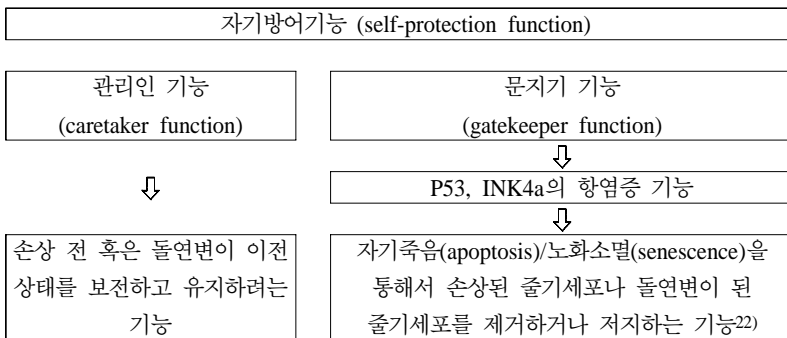 자기방어기능 (self-protection function)
관리인 기능
(caretaker function)
문지기 기능
(gatekeeper function)
P53, INK4a의 항염증 기능
손상 전 혹은 돌연변이 이전
상태를 보전하고 유지하려는
기능
자기죽음(apoptosis)/노화소멸(senescence)을
통해서 손상된 줄기세포나 돌연변이 된
줄기세포를 제거하거나 저지하는 기능22)